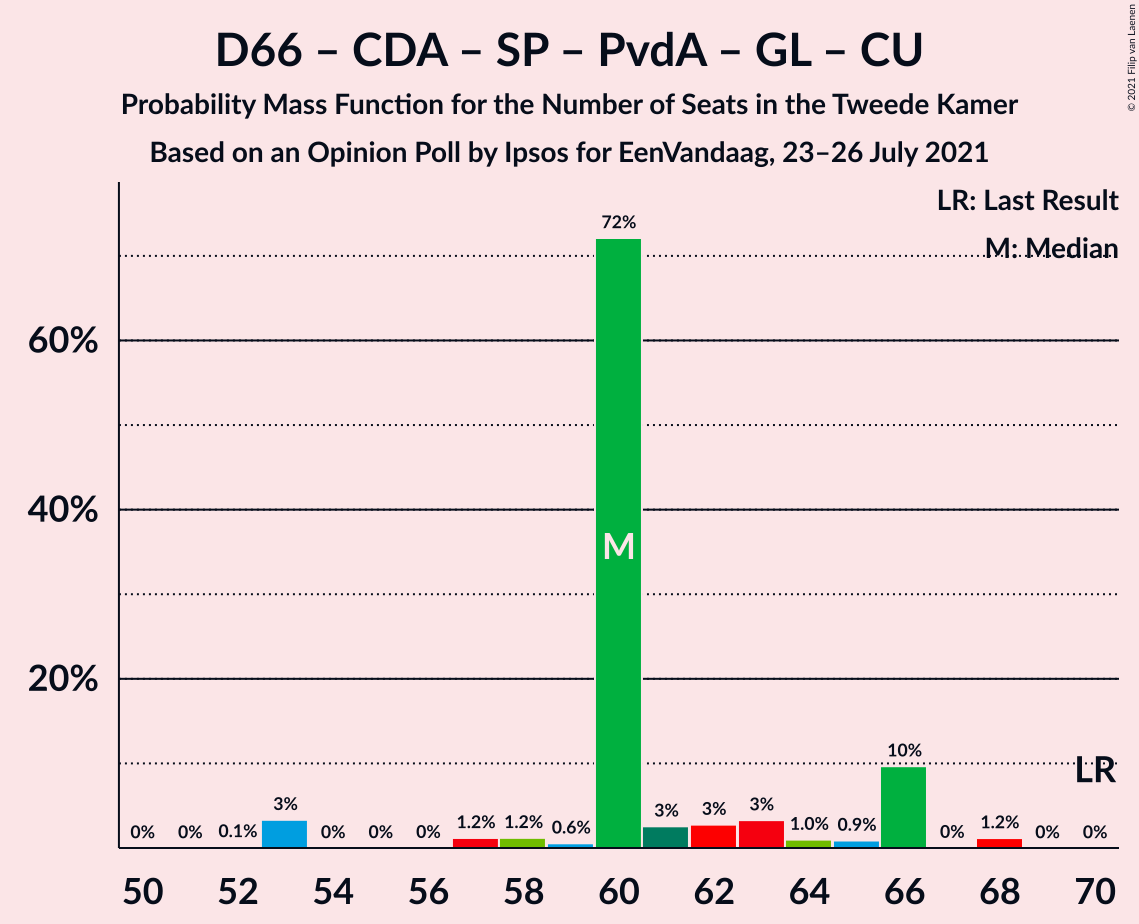 D66 – CDA – SP – PvdA – GL – CU
Probability Mass Function for the Number of Seats in the Tweede Kamer
Based on an Opinion Poll by Ipsos for EenVandaag, 23–26 July 2021
© 2021 Filip van Laenen
LR: Last Result
M: Median
60%
40%
20%
0% 0% 0.1% 3% 0% 0% 0% 1.2% 1.2% 0.6% 72% 3% 3% 3% 1.0% 0.9% 10% 0% 1.2% 0% 0%
M
LR
50 52 54 56 58 60 62 64 66 68 70